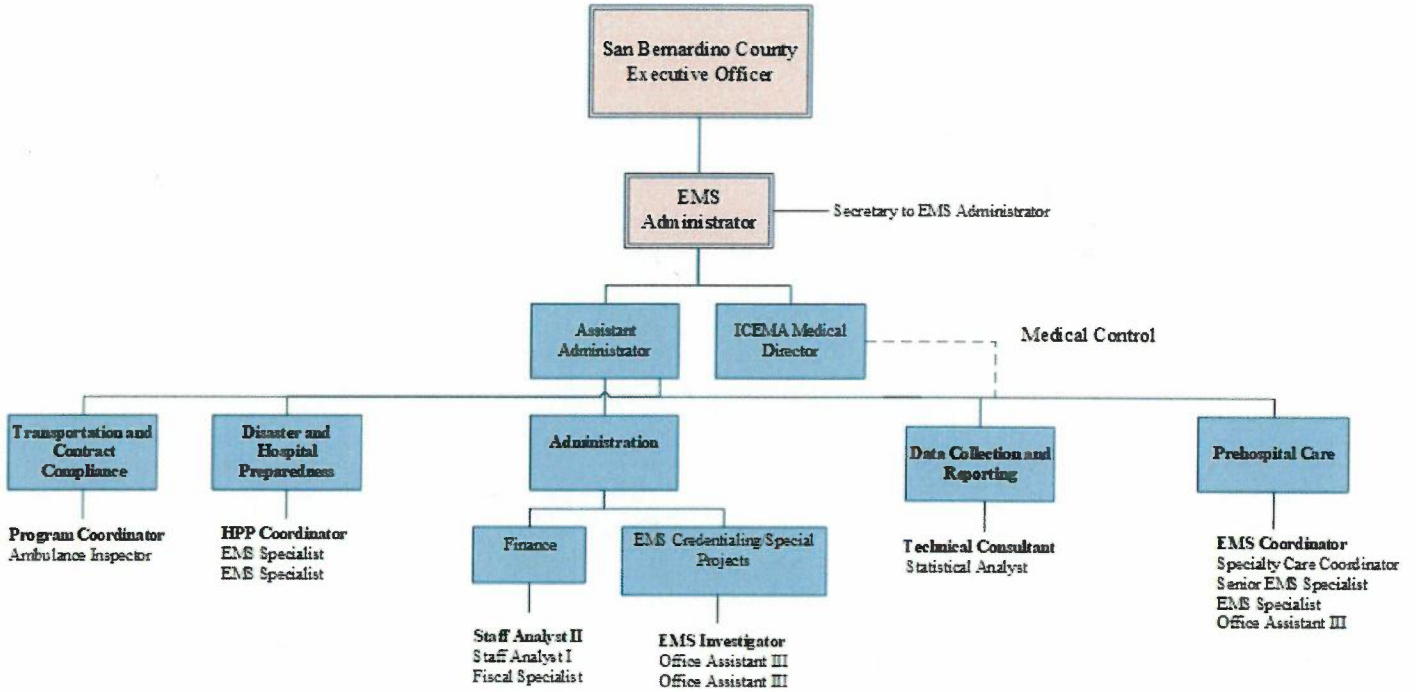 San Bernardino County
Executive Officer
EMS
Administrator
Secretary to EMS Administrator
Assistant
Administrator
ICEMA Medical
Director
Medical Control
Transportation and
Contract
Compliance
Disaster and
Hospital
Preparedness
Administration
Data Collection and
Reporting
Prehospital Care
Program Coordinator
Ambulance Inspector
HPP Coordinator
EMS Specialist
EMS Specialist
Finance
EMS Credentialing/Special
Projects
Technical Consultant
Statistical Analyst
EMS Coordinator
Specialty Care Coordinator
Senior EMS Specialist
EMS Specialist
Office Assistant III
Staff Analyst II
Staff Analyst I
Fiscal Specialist
EMS Investigator
Office Assistant III
Office Assistant III